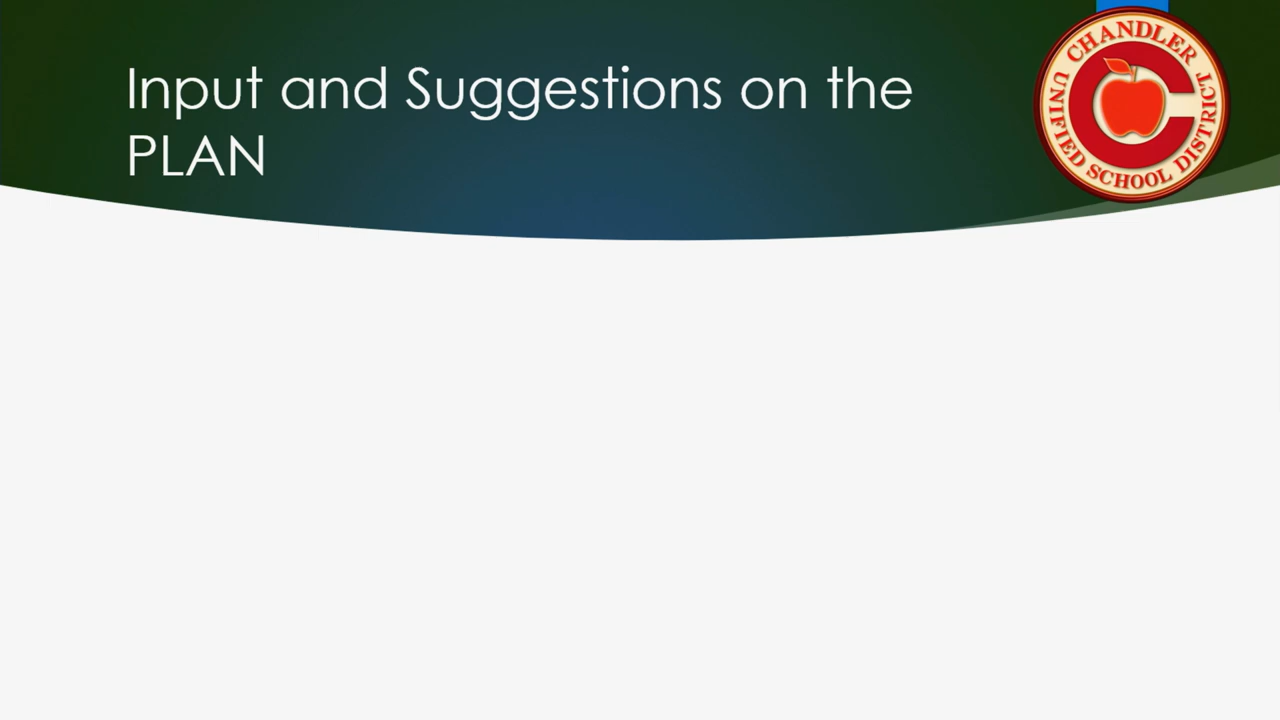 Input and Suggestions on the
PLAN
CHANDLER
UNIFIED SCHOOL DISTRICT